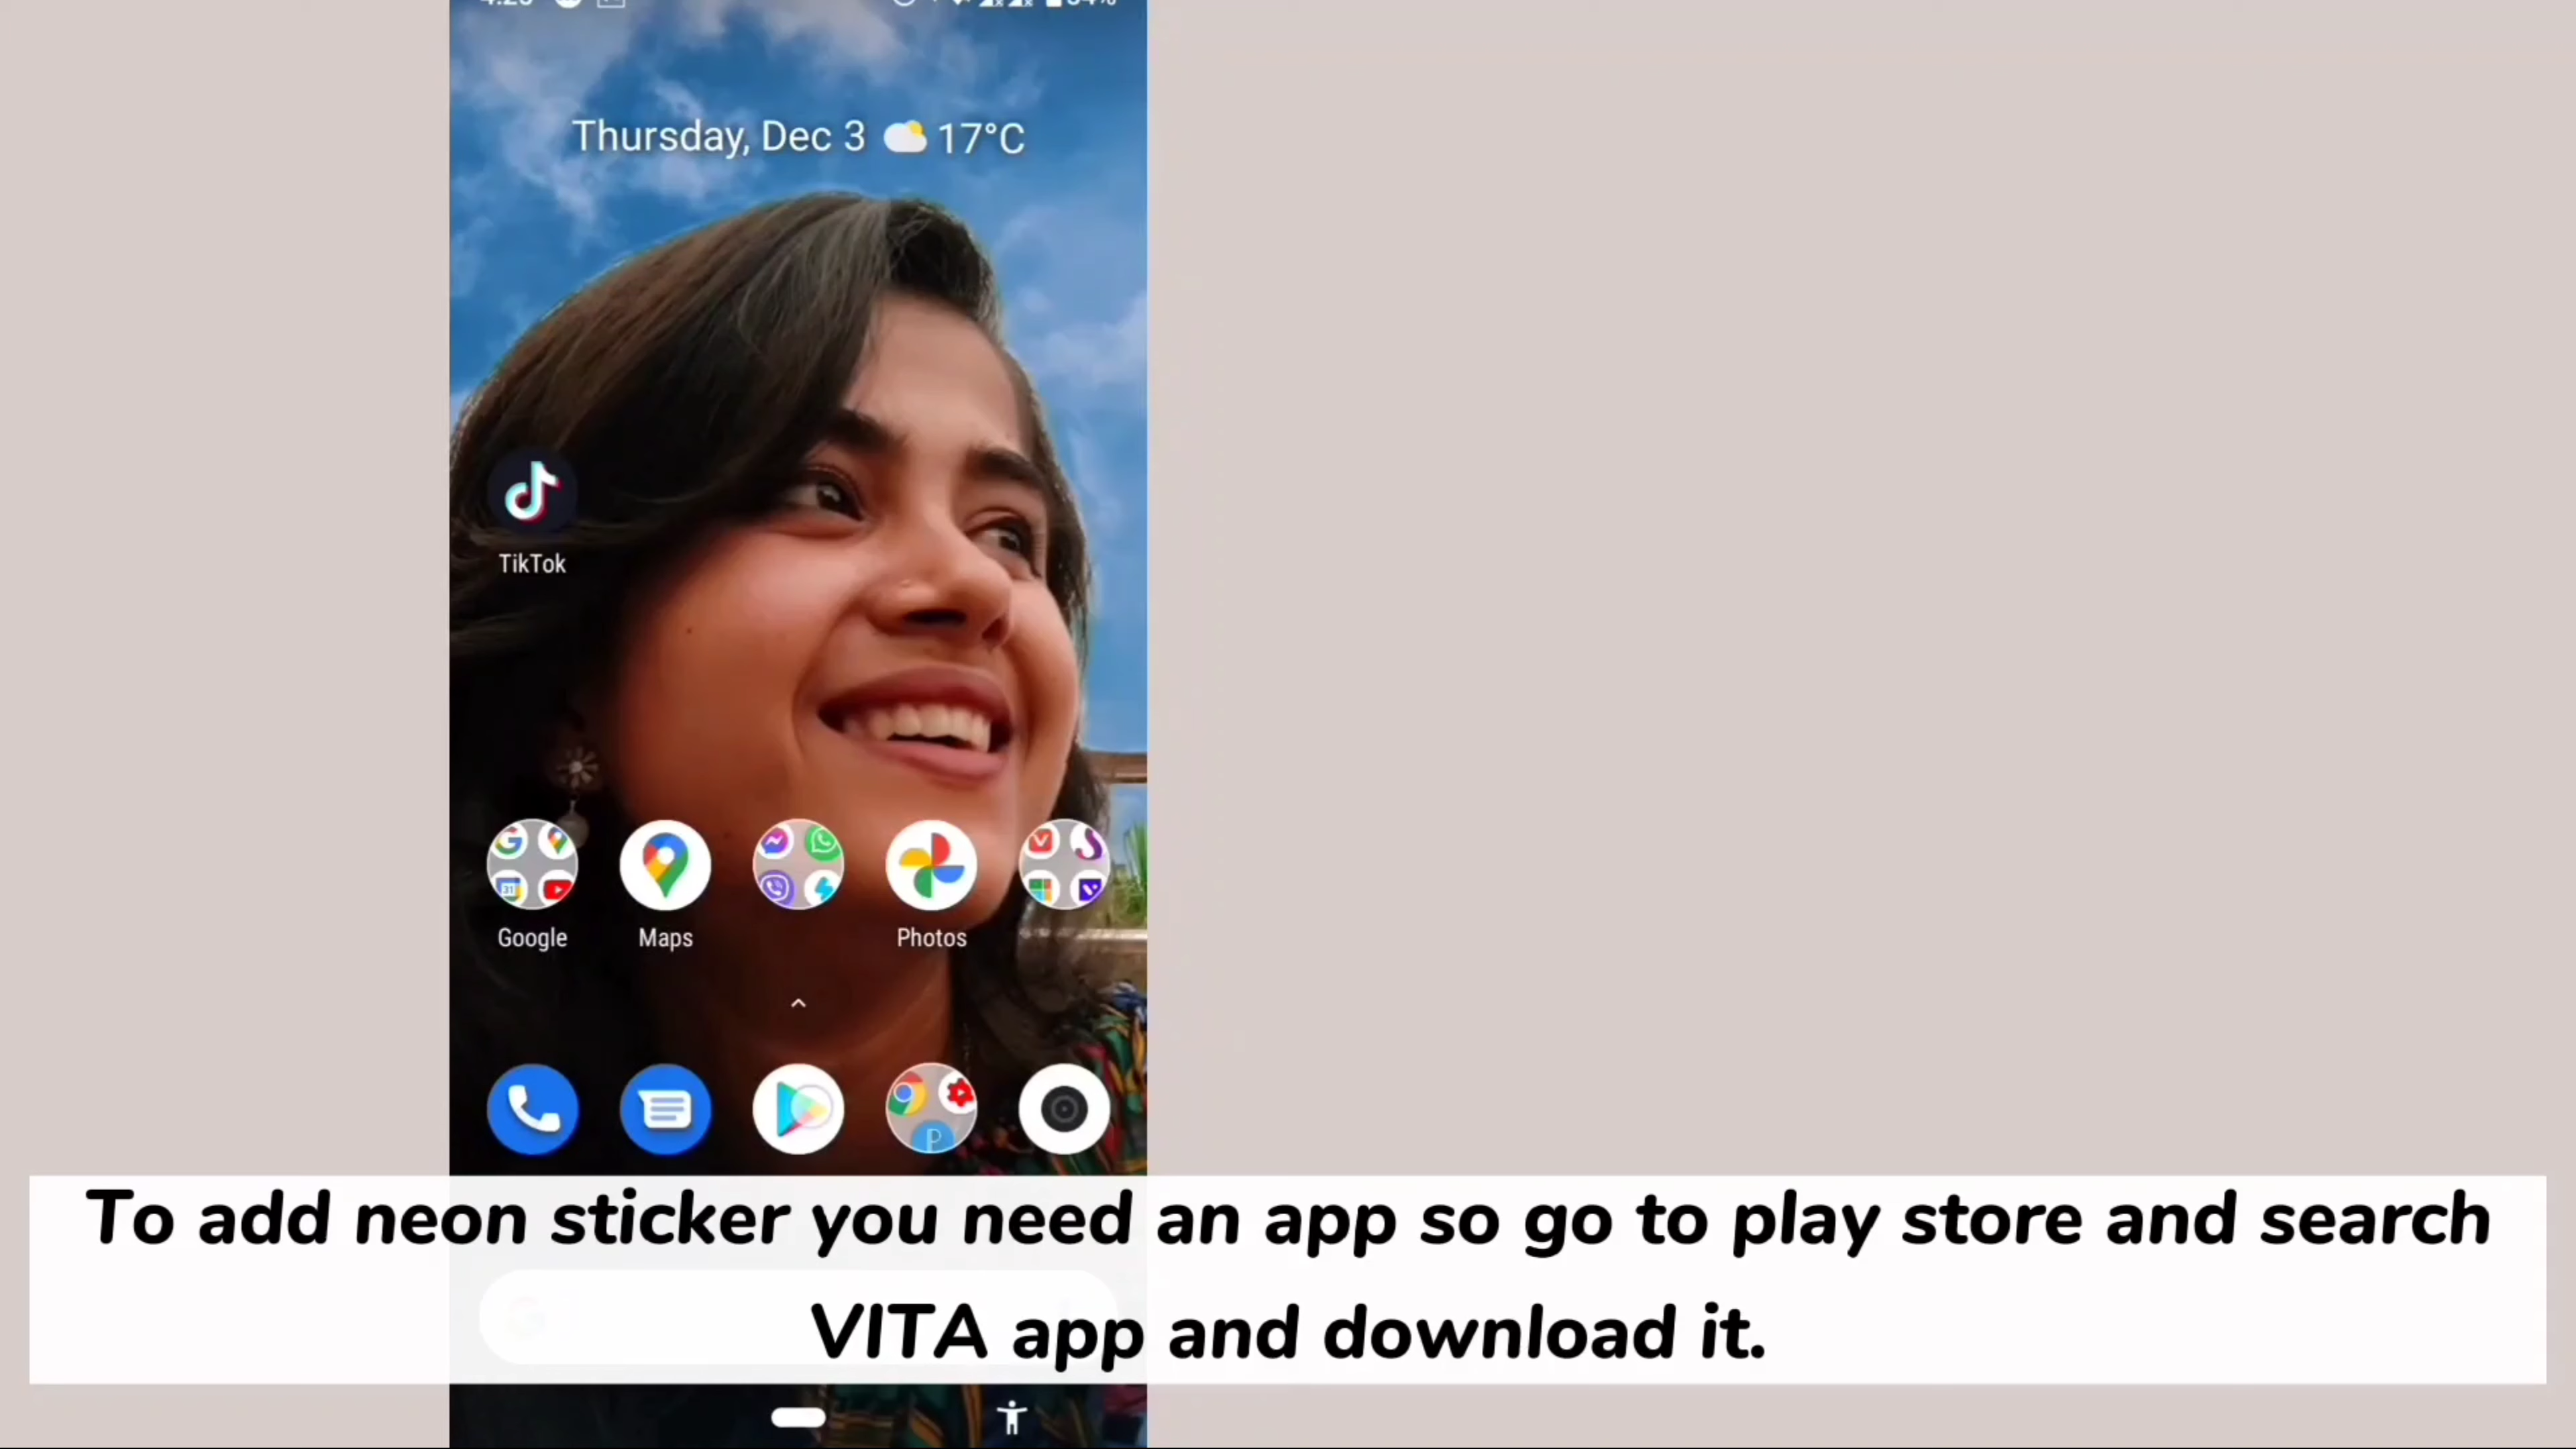 Thursday, Dec 3 17°C
TikTok
Google Maps Photos
To add neon sticker you need an app so go to play store and search
VITA app and download it.